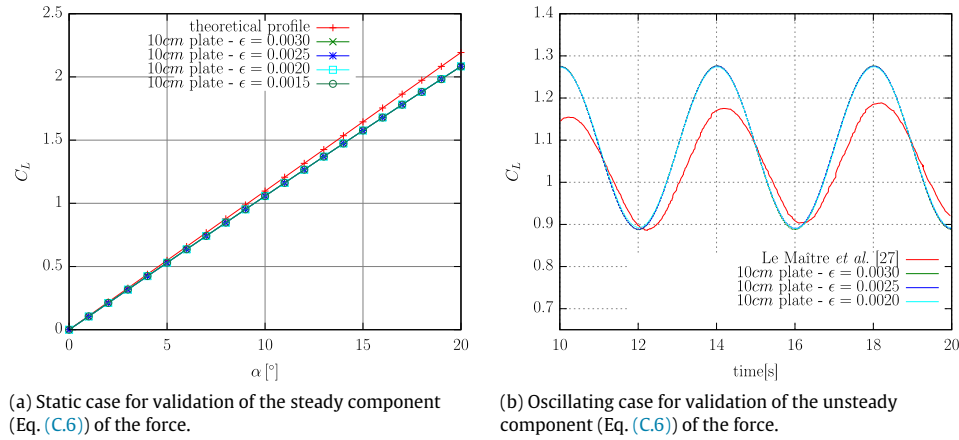 2.5
2
1.5
1
0.5
0
C_L
theoretical profile
10cm plate - ϵ = 0.0030
10cm plate - ϵ = 0.0025
10cm plate - ϵ = 0.0020
10cm plate - ϵ = 0.0015
0 5 10 15 20
α [°]
(a) Static case for validation of the steady component
(Eq. (C.6)) of the force.
1.4
1.3
1.2
1.1
1
0.9
0.8
0.7
C_L
Le Maître et al. [27]
10cm plate - ϵ = 0.0030
10cm plate - ϵ = 0.0025
10cm plate - ϵ = 0.0020
10 12 14 16 18 20
time[s]
(b) Oscillating case for validation of the unsteady
component (Eq. (C.6)) of the force.